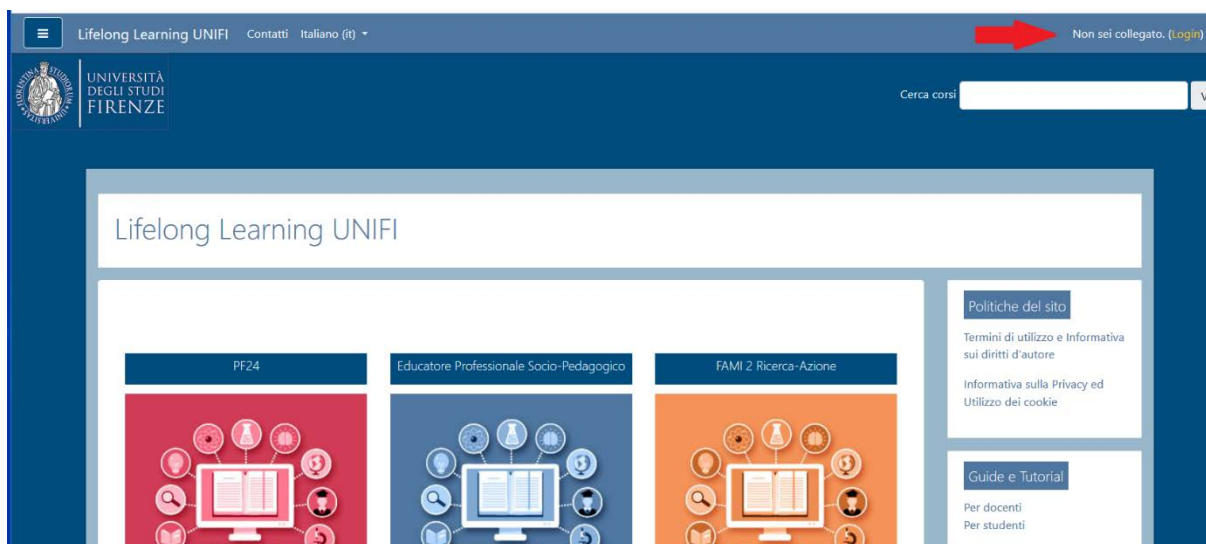 Lifelong Learning UNIFI Contatti Italiano (it)
Non sei collegato. (Login)
UNIVERSITÀ
DEGLI STUDI
FIRENZE
Cerca corsi
Lifelong Learning UNIFI
PF24
Educatore Professionale Socio-Pedagogico
FAMI 2 Ricerca-Azione
Politiche del sito
Termini di utilizzo e Informativa
sui diritti d'autore
Informativa sulla Privacy ed
Utilizzo dei cookie
Guide e Tutorial
Per docenti
Per studenti